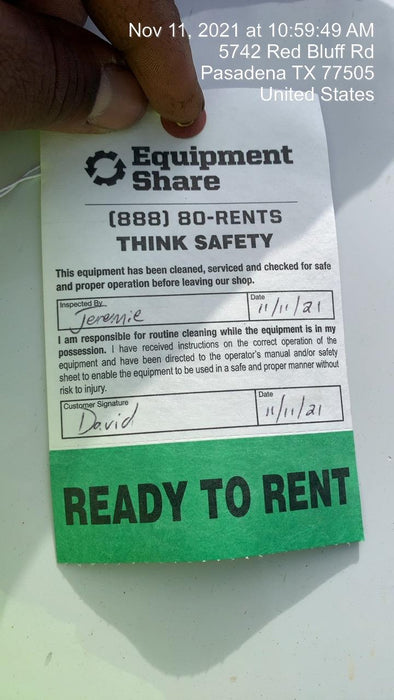 Nov 11, 2021 at 10:59:49 AM
5742 Red Bluff Rd
Pasadena TX 77505
United States
Equipment
Share
(888) 80-RENTS
THINK SAFETY
This equipment has been cleaned, serviced and checked for safe
and proper operation before leaving our shop.
Inspected By Date
Jeremie 11/11/21
I am responsible for routine cleaning while the equipment is in my
possession. I have received instructions on the correct operation of the
equipment and have been directed to the operator's manual and/or safety
sheet to enable the equipment to be used in a safe and proper manner without
risk to injury.
Customer Signature Date
David 11/11/21
READY TO RENT